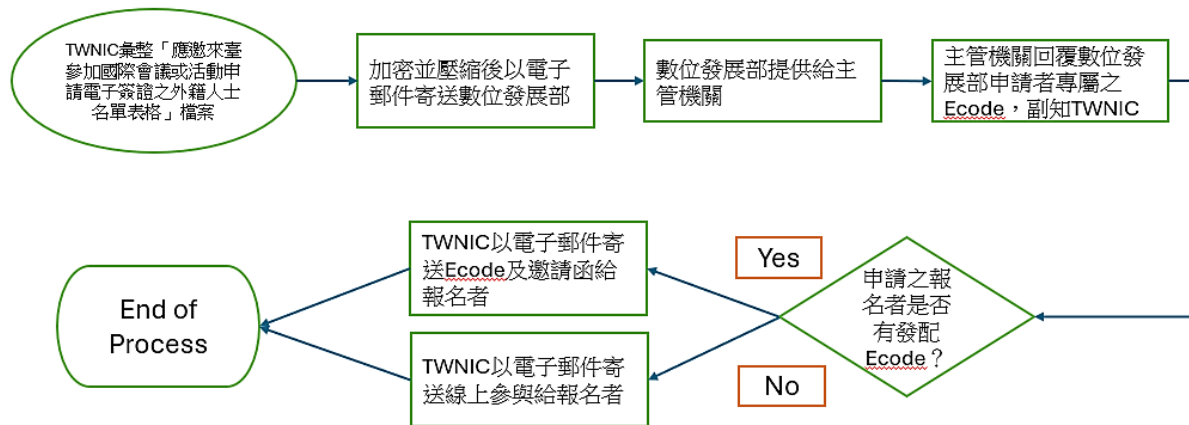 TWNIC彙整「應邀來臺
參加國際會議或活動申
請電子簽證之外籍人士
名單表格」檔案
加密並壓縮後以電子
郵件寄送數位發展部
數位發展部提供給主
管機關
主管機關回覆數位發
展部申請者專屬之
Ecode，副知TWNIC
申請之報
名者是否
有發配
Ecode？
Yes
No
TWNIC以電子郵件寄
送Ecode及邀請函給
報名者
TWNIC以電子郵件寄
送線上參與給報名者
End of
Process